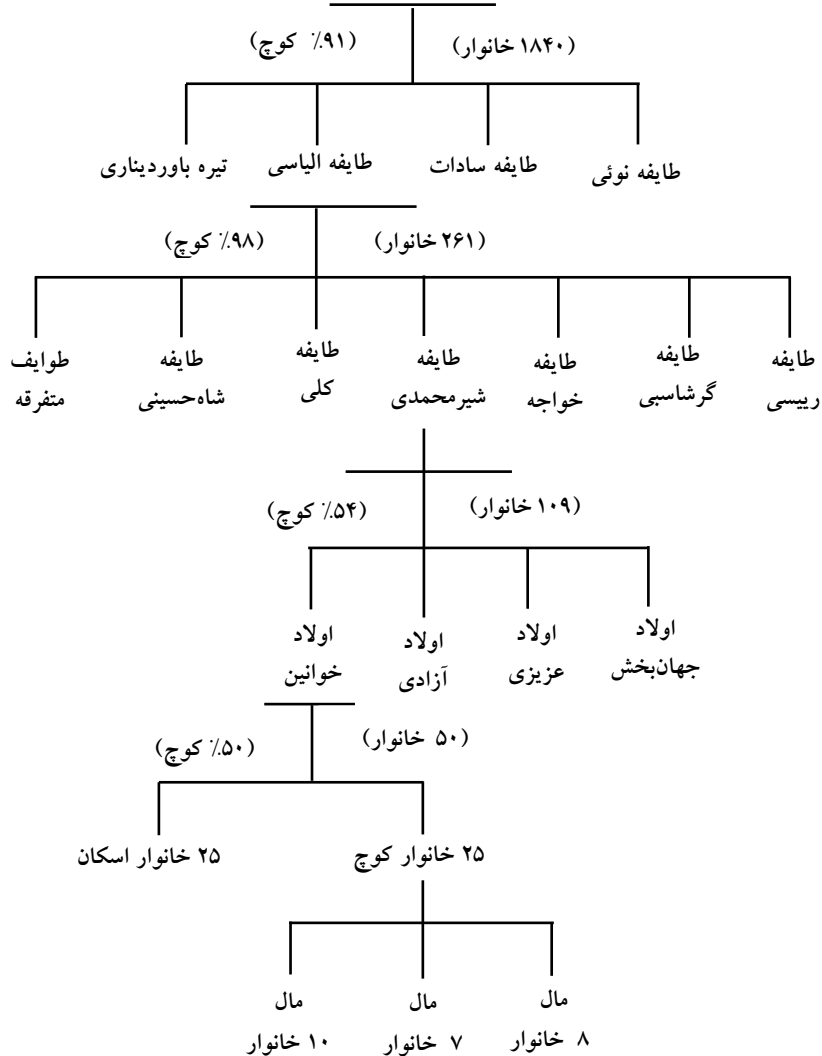 (۱۸۴۰ خانوار) (۹۱٪ کوچ)
طایفه نوئی
طایفه سادات
طایفه الیاسی
تیره باوردیناری
(۲۶۱ خانوار) (۹۸٪ کوچ)
طایفه
رییسی
طایفه
گرشاسبی
طایفه
خواجه
طایفه
شیرمحمدی
طایفه
کلی
طایفه
شاه‌حسینی
طوایف
متفرقه
(۱۰۹ خانوار) (۵۴٪ کوچ)
اولاد
جهان‌بخش
اولاد
عزیزی
اولاد
آزادی
اولاد
خوانین
(۵۰ خانوار) (۵۰٪ کوچ)
۲۵ خانوار کوچ
۲۵ خانوار اسکان
مال
۸ خانوار
مال
۷ خانوار
مال
۱۰ خانوار